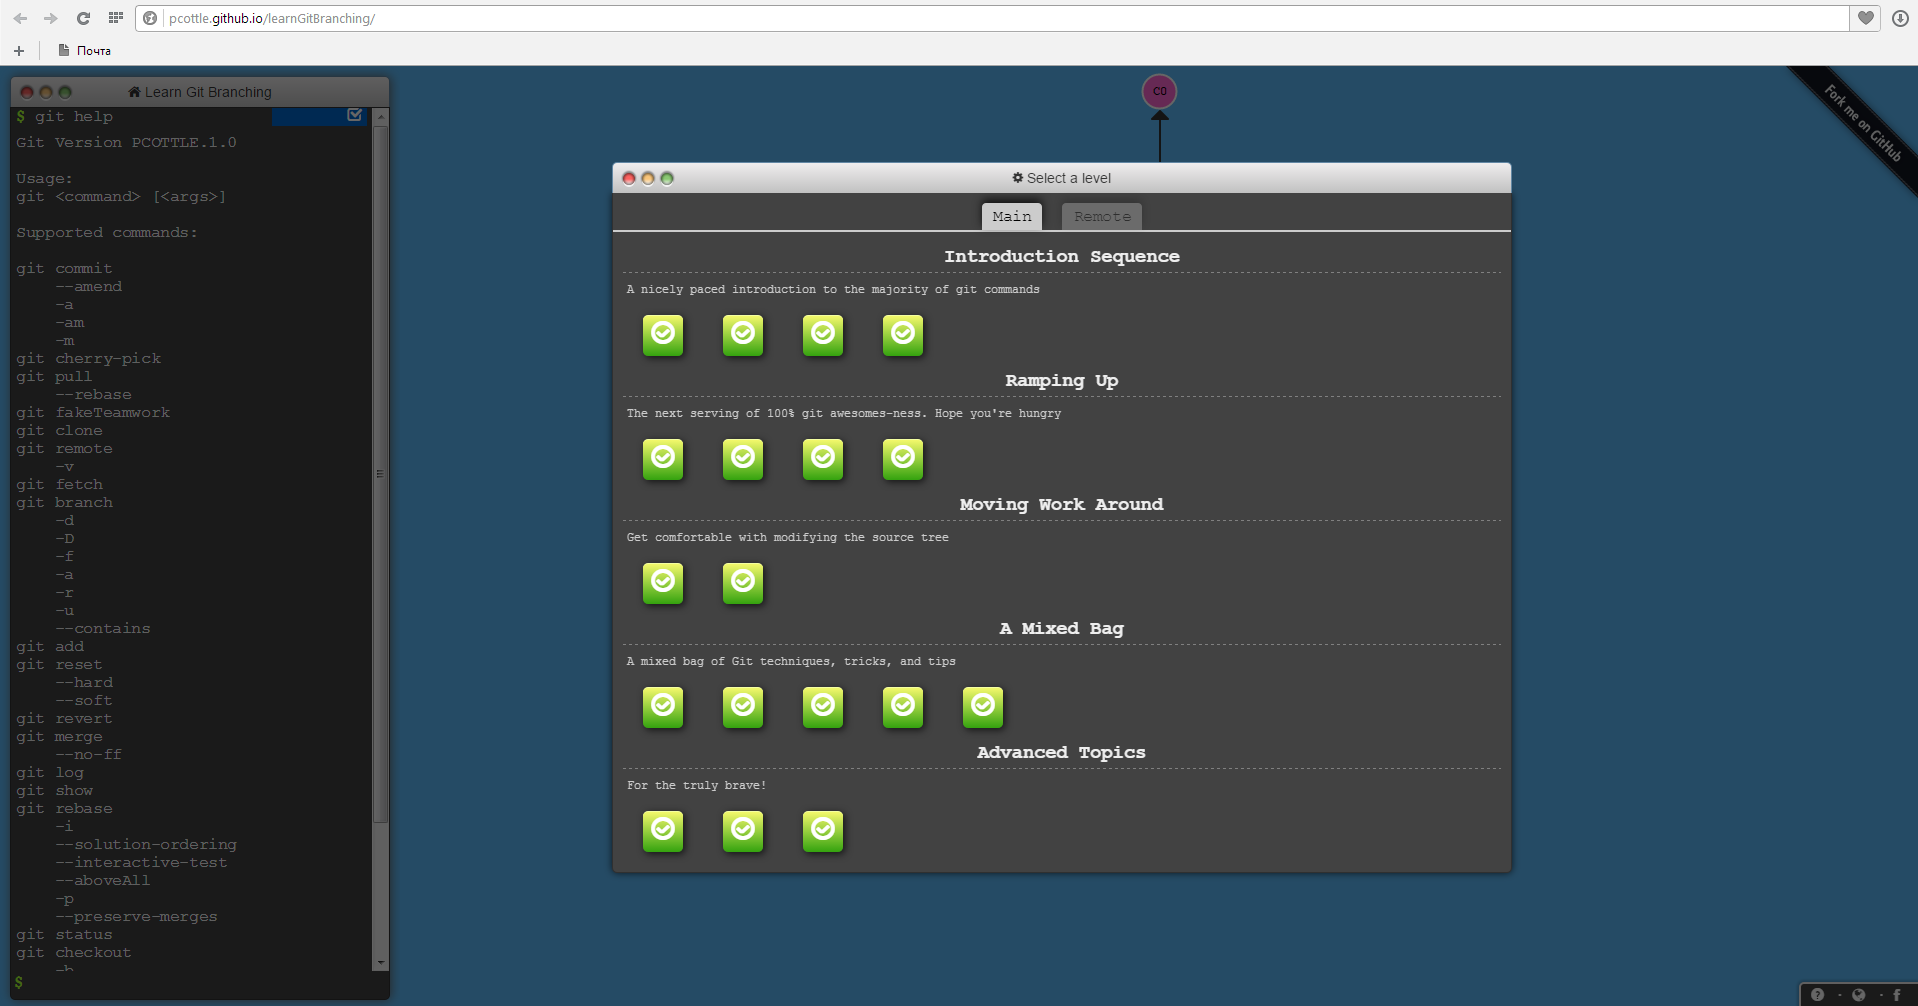 pcottle.github.io/learnGitBranching/
Почта
Learn Git Branching
$ git help
Git Version PCOTTLE.1.0
Usage:
git <command> [<args>]
Supported commands:
git commit
--amend
-a
-am
-m
git cherry-pick
git pull
--rebase
git fakeTeamwork
git clone
git remote
-v
git fetch
git branch
-d
-D
-f
-a
-r
-u
--contains
git add
git reset
--hard
--soft
git revert
git merge
--no-ff
git log
git show
git rebase
-i
--solution-ordering
--interactive-test
--aboveAll
-p
--preserve-merges
git status
git checkout
-b
$
C0
Fork me on GitHub
Select a level
Main Remote
Introduction Sequence
A nicely paced introduction to the majority of git commands
Ramping Up
The next serving of 100% git awesomes-ness. Hope you're hungry
Moving Work Around
Get comfortable with modifying the source tree
A Mixed Bag
A mixed bag of Git techniques, tricks, and tips
Advanced Topics
For the truly brave!